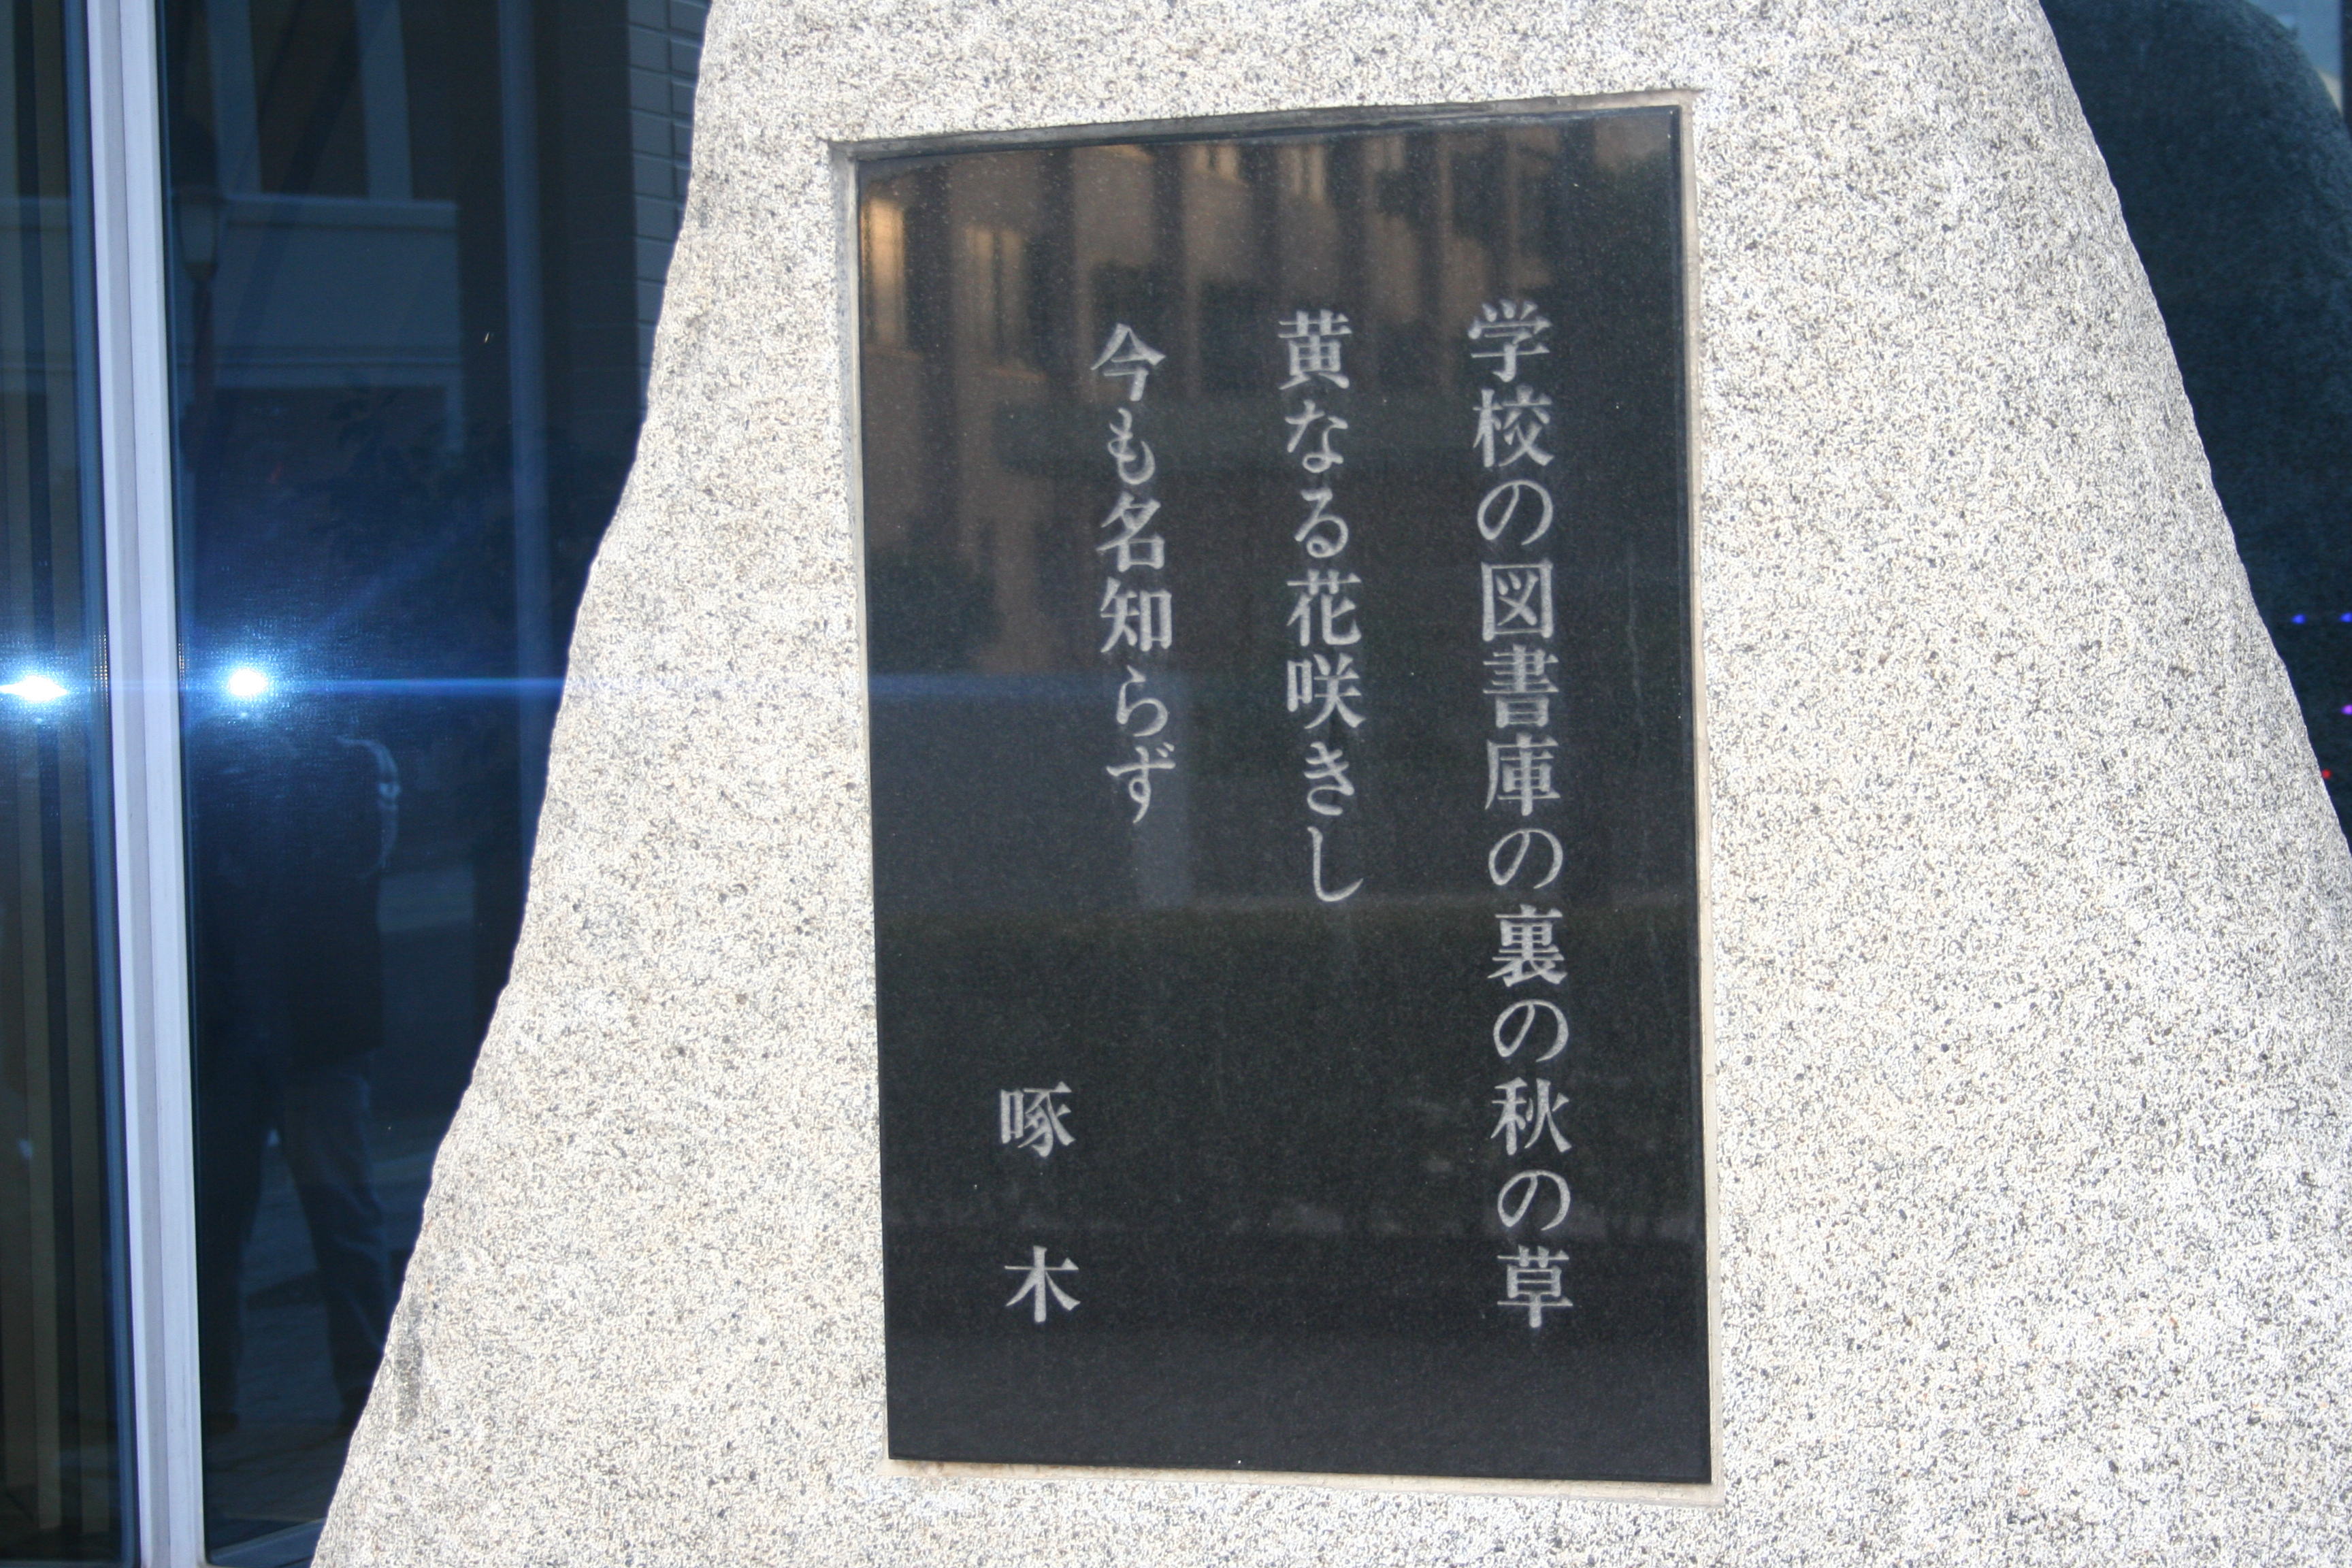 学校の図書庫の裏の秋の草
黄なる花咲きし
今も名知らず
啄木